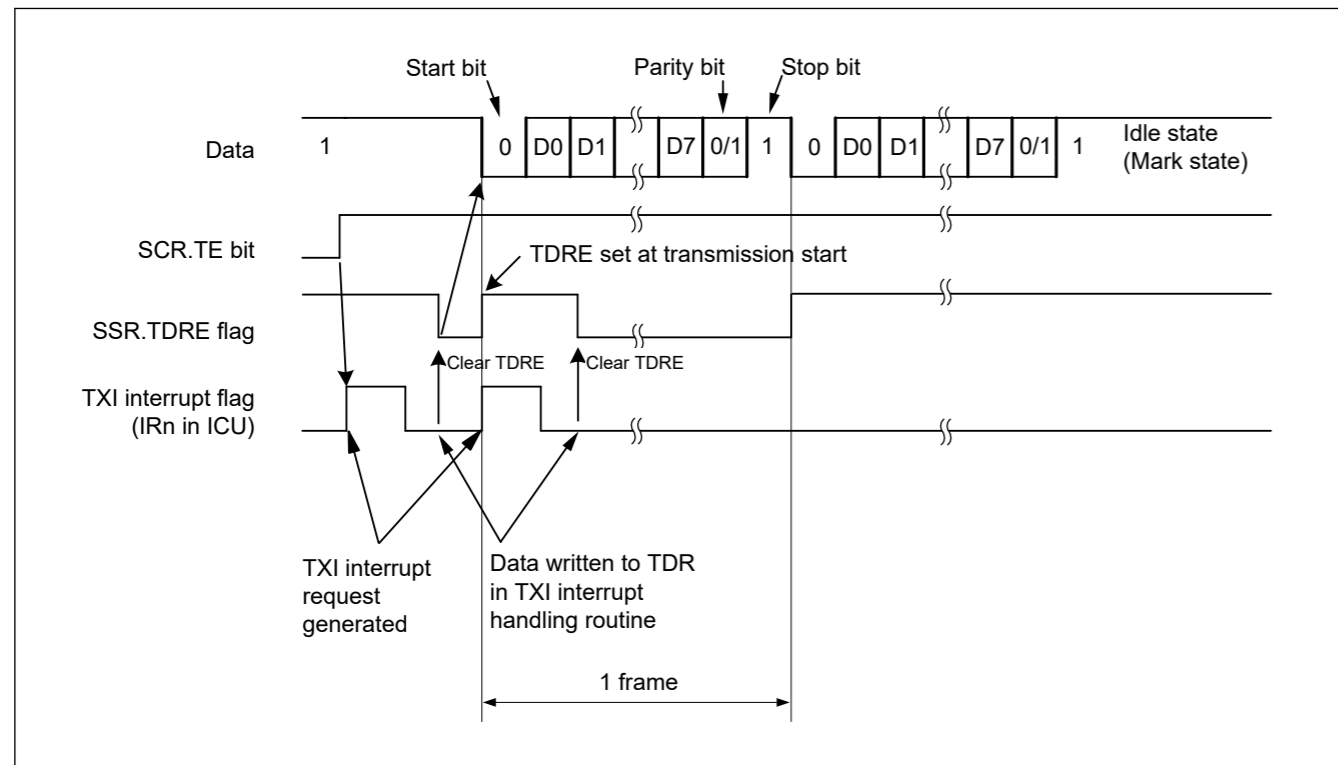 Start bit
Parity bit
Stop bit
Data
1
0
D0
D1
D7
0/1
1
0
D0
D1
D7
0/1
1
Idle state
(Mark state)
SCR.TE bit
TDRE set at transmission start
SSR.TDRE flag
Clear TDRE
Clear TDRE
TXI interrupt flag
(IRn in ICU)
TXI interrupt
request
generated
Data written to TDR
in TXI interrupt
handling routine
1 frame